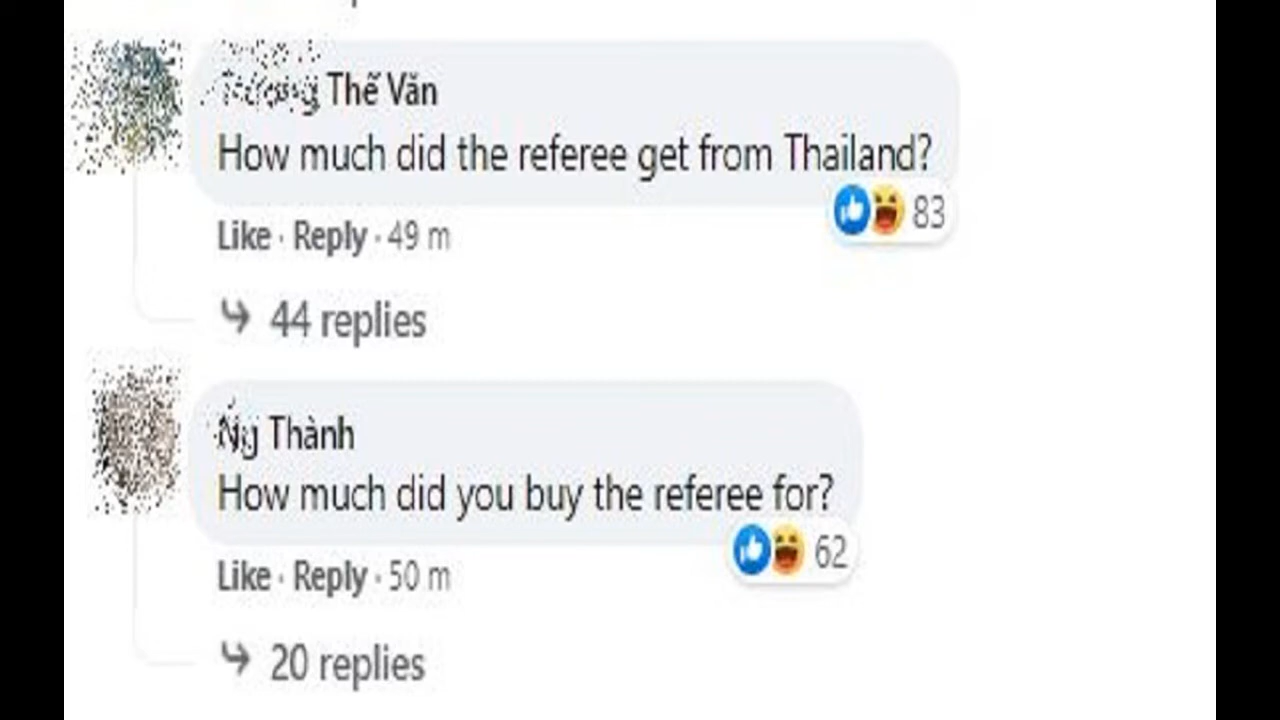 Thế Văn
How much did the referee get from Thailand?
83
Like · Reply · 49 m
44 replies
Ng Thành
How much did you buy the referee for?
62
Like · Reply · 50 m
20 replies